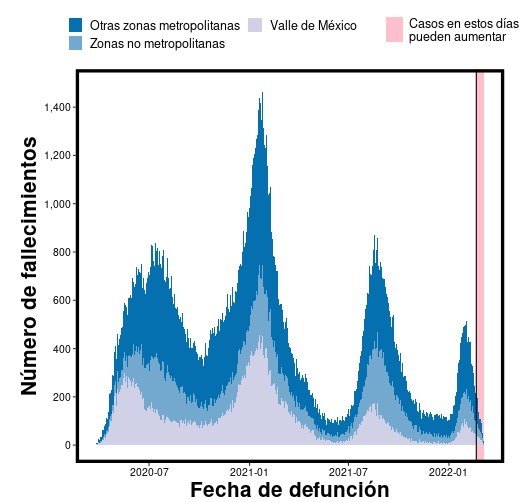 Otras zonas metropolitanas
Zonas no metropolitanas
Valle de México
Casos en estos días
pueden aumentar
Número de fallecimientos
1,400
1,200
1000
800
600
400
200
0
2020-07
2021-01
2021-07
2022-01
Fecha de defunción